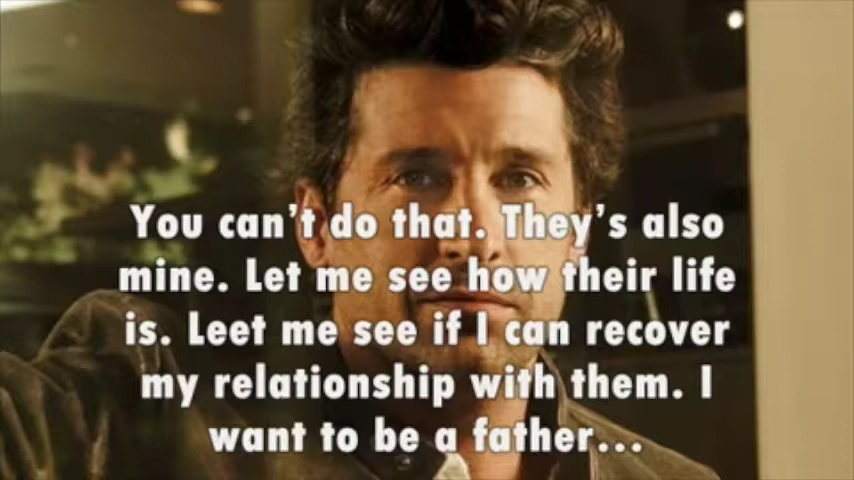 You can't do that. They's also
mine. Let me see how their life
is. Leet me see if I can recover
my relationship with them. I
want to be a father...